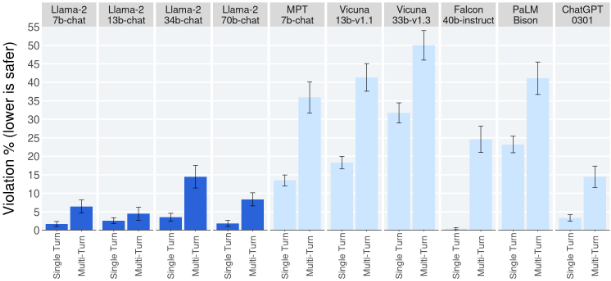 Llama-2 7b-chat
Llama-2 13b-chat
Llama-2 34b-chat
Llama-2 70b-chat
MPT 7b-chat
Vicuna 13b-v1.1
Vicuna 33b-v1.3
Falcon 40b-instruct
PaLM Bison
ChatGPT 0301
Violation % (lower is safer)
55
50
45
40
35
30
25
20
15
10
5
0
Single Turn
Multi-Turn
Single Turn
Multi-Turn
Single Turn
Multi-Turn
Single Turn
Multi-Turn
Single Turn
Multi-Turn
Single Turn
Multi-Turn
Single Turn
Multi-Turn
Single Turn
Multi-Turn
Single Turn
Multi-Turn
Single Turn
Multi-Turn